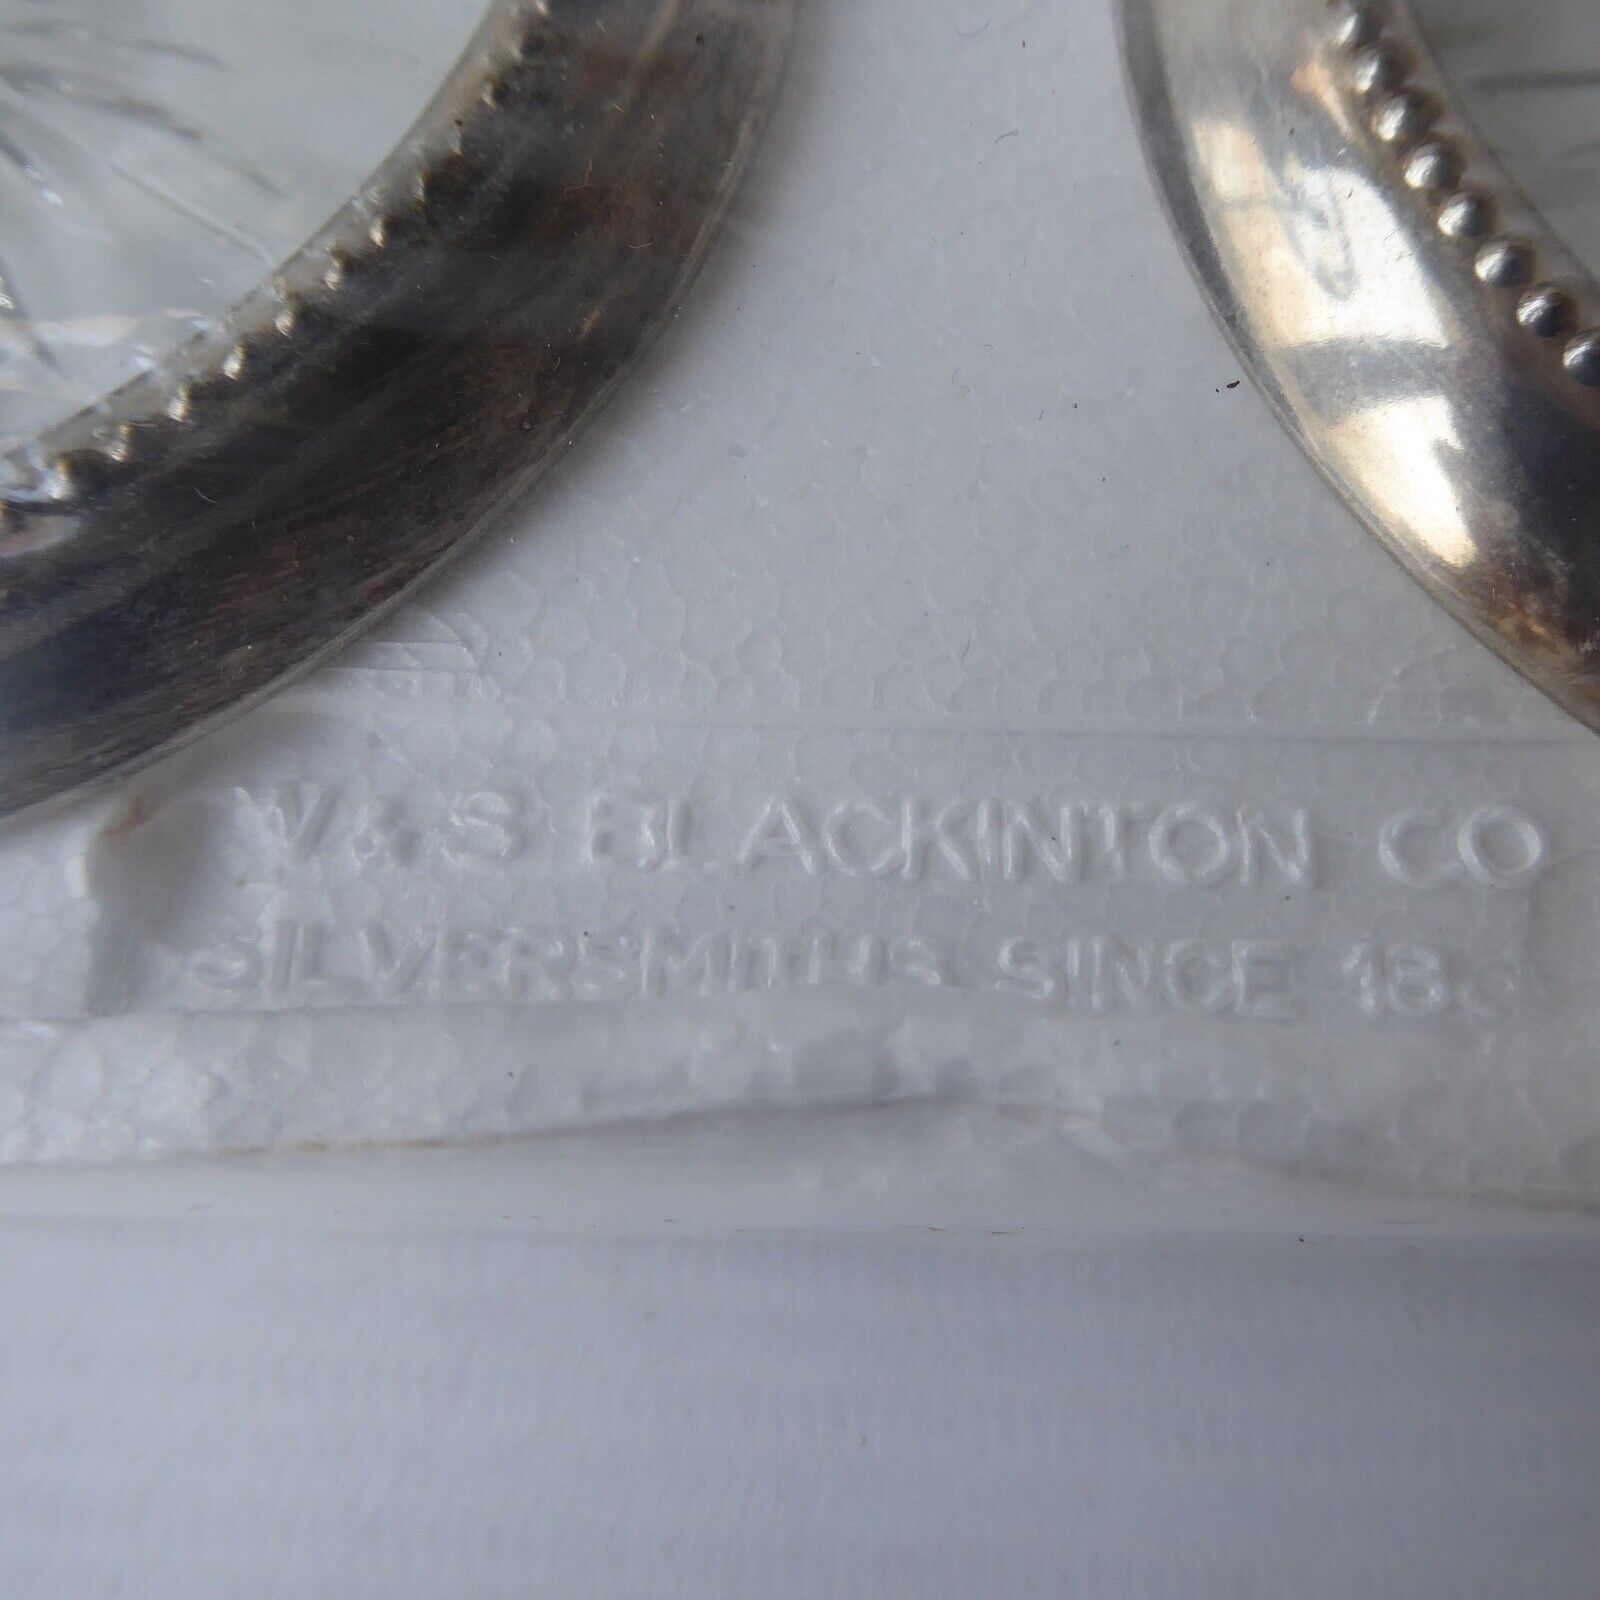 V & S BLACKINTON CO
SILVERSMITHS SINCE